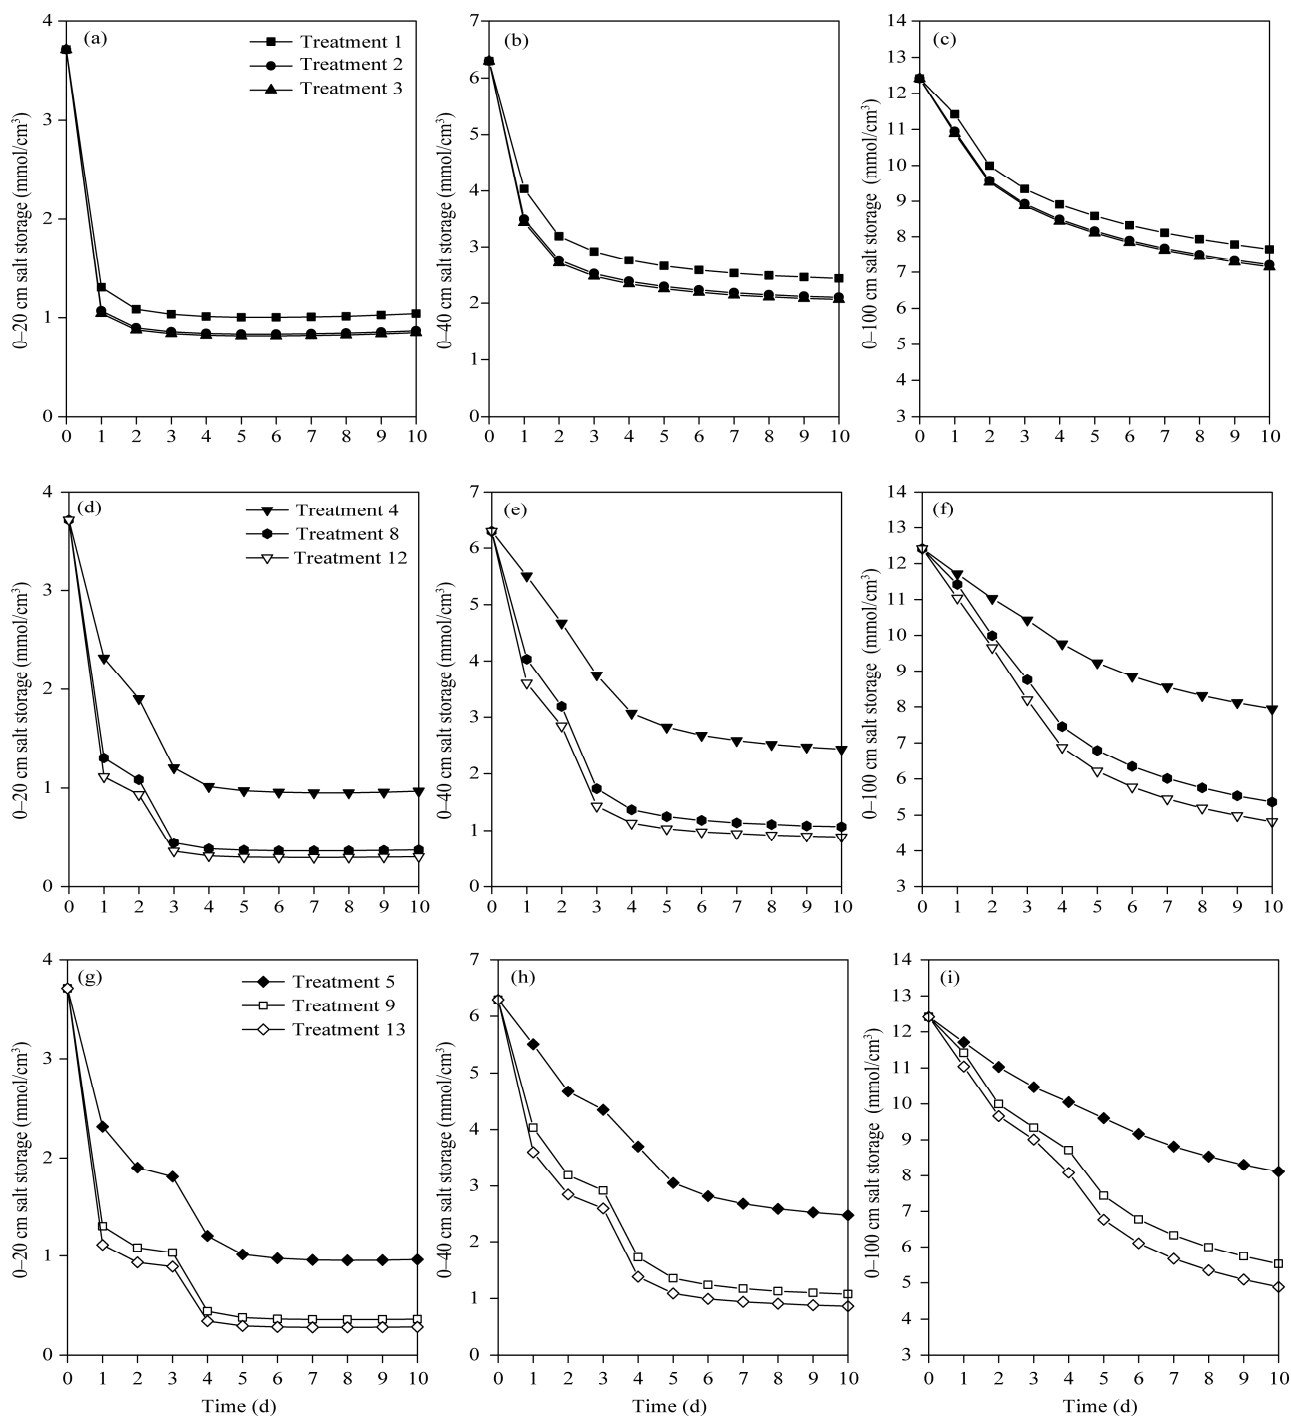 (a)
Treatment 1
Treatment 2
Treatment 3
0–20 cm salt storage (mmol/cm³)
4
3
2
1
0
0 1 2 3 4 5 6 7 8 9 10
(b)
0–40 cm salt storage (mmol/cm³)
7
6
5
4
3
2
1
0
0 1 2 3 4 5 6 7 8 9 10
(c)
0–100 cm salt storage (mmol/cm³)
14
13
12
11
10
9
8
7
6
5
4
3
0 1 2 3 4 5 6 7 8 9 10
(d)
Treatment 4
Treatment 8
Treatment 12
0–20 cm salt storage (mmol/cm³)
4
3
2
1
0
0 1 2 3 4 5 6 7 8 9 10
(e)
0–40 cm salt storage (mmol/cm³)
7
6
5
4
3
2
1
0
0 1 2 3 4 5 6 7 8 9 10
(f)
0–100 cm salt storage (mmol/cm³)
14
13
12
11
10
9
8
7
6
5
4
3
0 1 2 3 4 5 6 7 8 9 10
(g)
Treatment 5
Treatment 9
Treatment 13
0–20 cm salt storage (mmol/cm³)
4
3
2
1
0
0 1 2 3 4 5 6 7 8 9 10
Time (d)
(h)
0–40 cm salt storage (mmol/cm³)
7
6
5
4
3
2
1
0
0 1 2 3 4 5 6 7 8 9 10
Time (d)
(i)
0–100 cm salt storage (mmol/cm³)
14
13
12
11
10
9
8
7
6
5
4
3
0 1 2 3 4 5 6 7 8 9 10
Time (d)